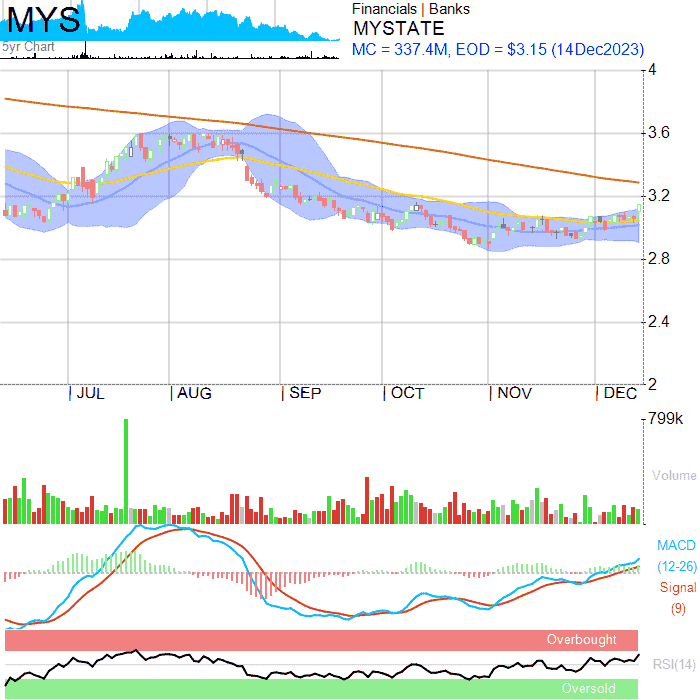 MYS
5yr Chart
Financials | Banks
MYSTATE
MC = 337.4M, EOD = $3.15 (14Dec2023)
4
3.6
3.2
2.8
2.4
2
| JUL | AUG | SEP | OCT | NOV | DEC
799k
Volume
MACD
(12-26)
Signal
(9)
Overbought
RSI(14)
Oversold